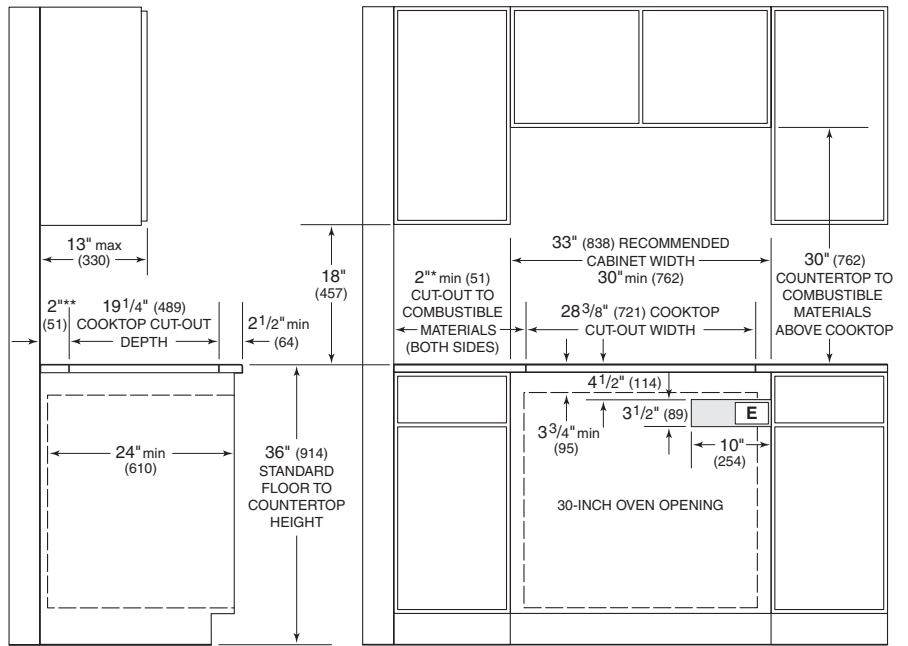 13" max
(330)
2"**
(51)
19 1/4" (489)
COOKTOP CUT-OUT
DEPTH
2 1/2" min
(64)
18"
(457)
24" min
(610)
36" (914)
STANDARD
FLOOR TO
COUNTERTOP
HEIGHT
2"* min (51)
CUT-OUT TO
COMBUSTIBLE
MATERIALS
(BOTH SIDES)
33" (838) RECOMMENDED
CABINET WIDTH
30" min (762)
28 3/8" (721) COOKTOP
CUT-OUT WIDTH
30" (762)
COUNTERTOP TO
COMBUSTIBLE
MATERIALS
ABOVE COOKTOP
4 1/2" (114)
3 1/2" (89)
E
3 3/4" min
(95)
10"
(254)
30-INCH OVEN OPENING